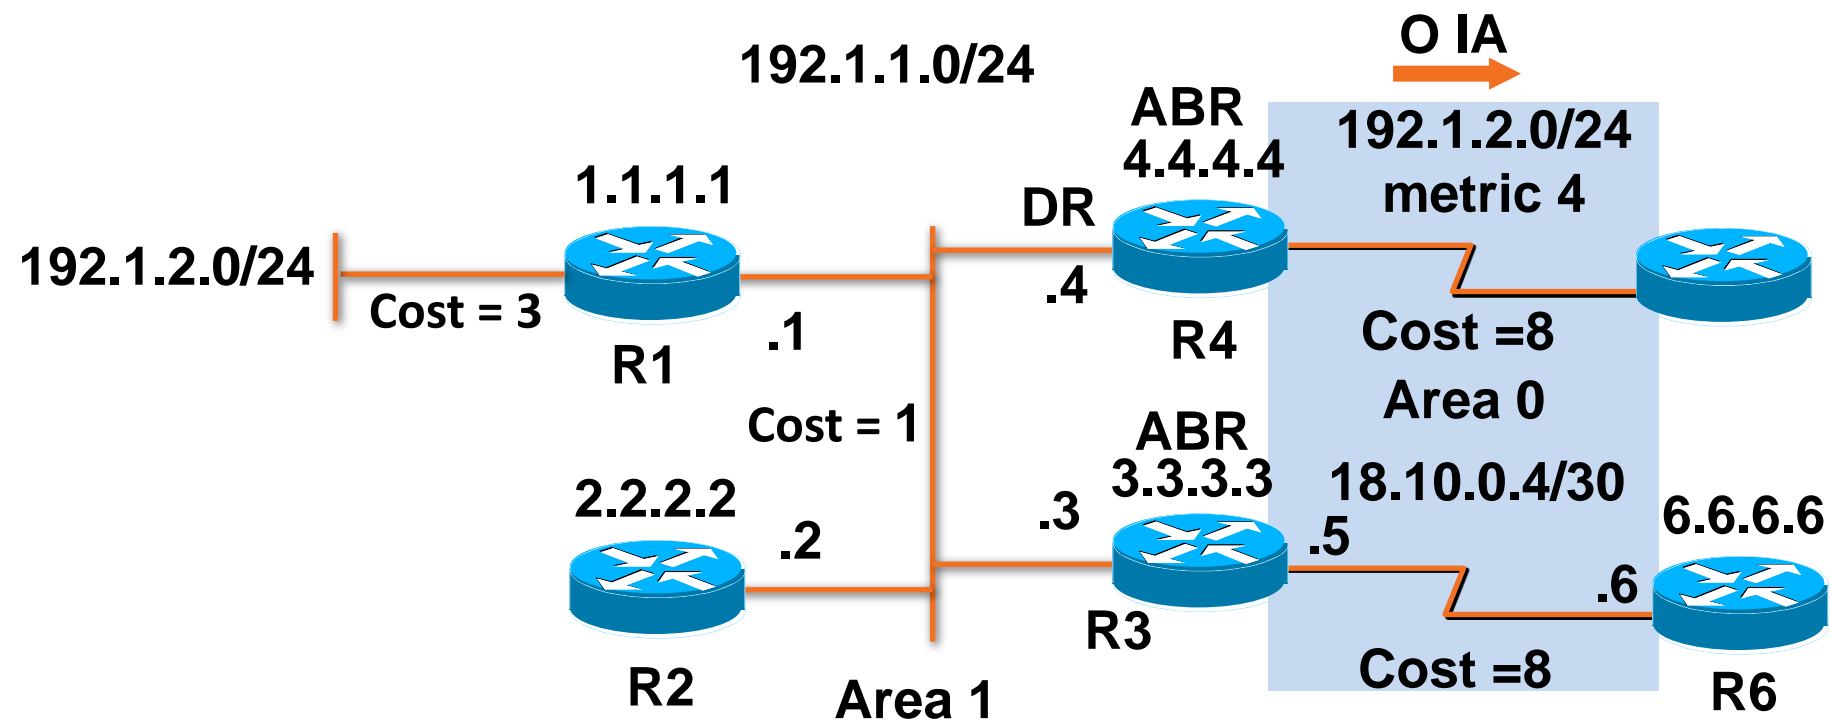 O IA
192.1.1.0/24
ABR
4.4.4.4
192.1.2.0/24
metric 4
1.1.1.1
DR
192.1.2.0/24
Cost = 3
.4
.1
R1
R4
Cost =8
Area 0
Cost = 1
ABR
3.3.3.3
18.10.0.4/30
2.2.2.2
.3
.5
6.6.6.6
.2
.6
R3
R2
Area 1
Cost =8
R6